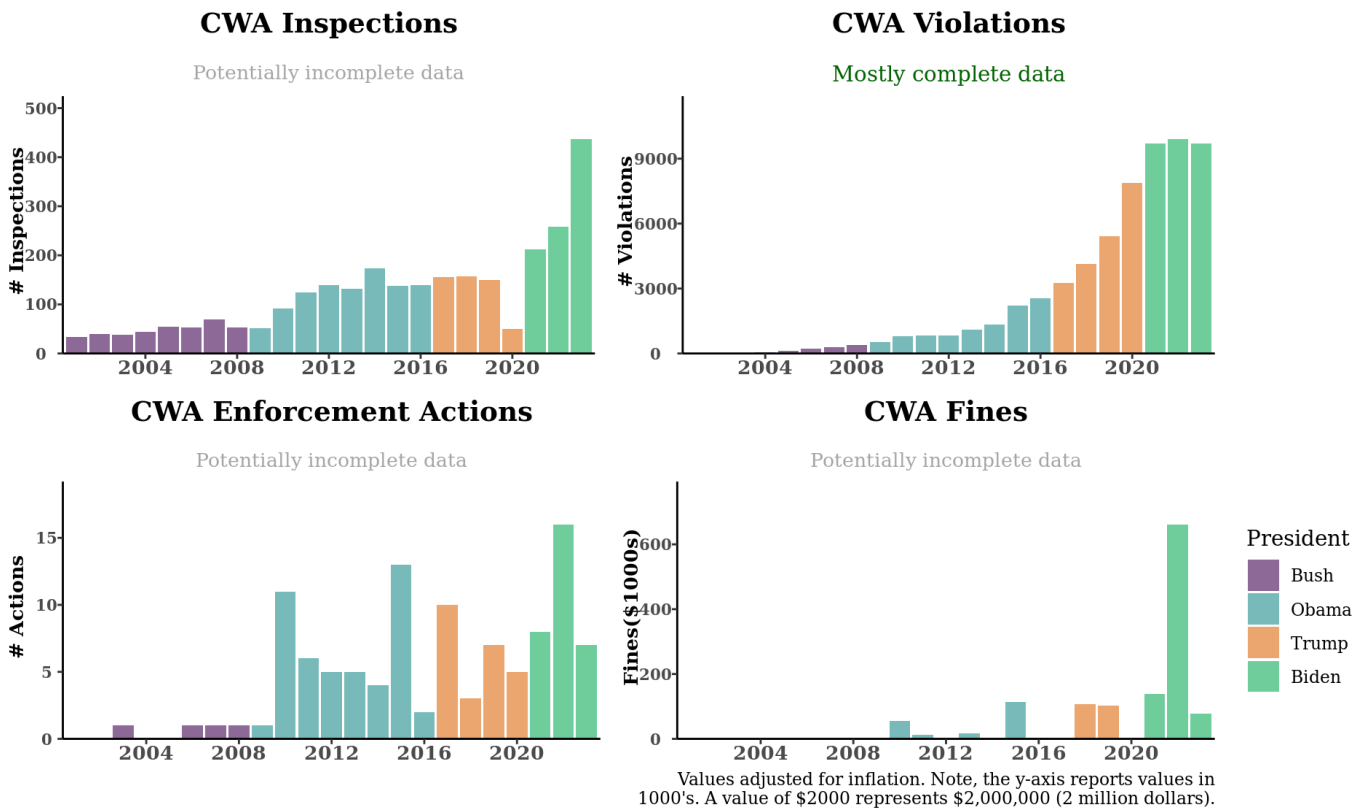 CWA Inspections
Potentially incomplete data
# Inspections
500
400
300
200
100
0
2004 2008 2012 2016 2020
CWA Violations
Mostly complete data
# Violations
9000
6000
3000
0
2004 2008 2012 2016 2020
CWA Enforcement Actions
Potentially incomplete data
# Actions
15
10
5
0
2004 2008 2012 2016 2020
CWA Fines
Potentially incomplete data
Fines($1000s)
600
400
200
0
2004 2008 2012 2016 2020
President
Bush
Obama
Trump
Biden
Values adjusted for inflation. Note, the y-axis reports values in
1000's. A value of $2000 represents $2,000,000 (2 million dollars).